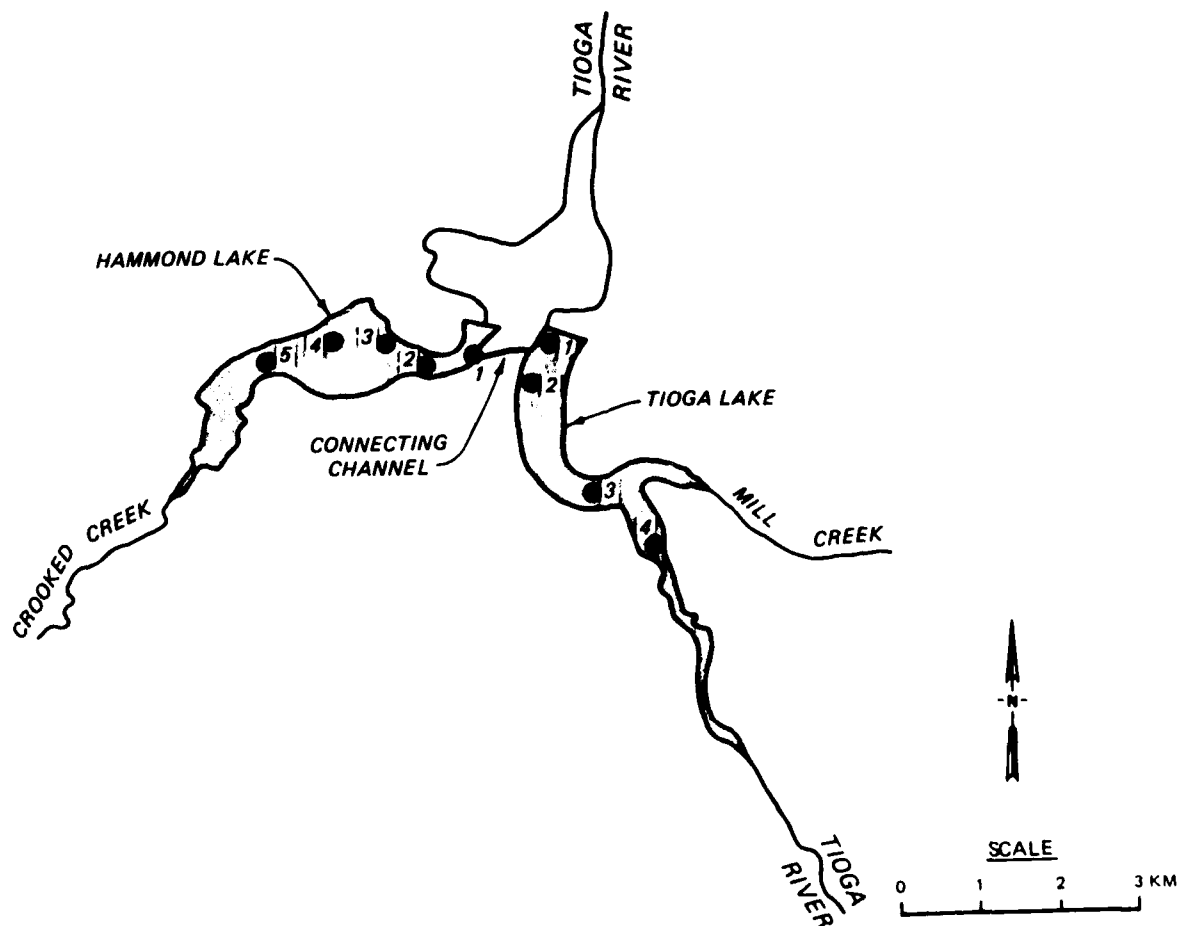 TIOGA
RIVER
HAMMOND LAKE
5
4
3
2
1
1
2
TIOGA LAKE
CONNECTING
CHANNEL
3
4
MILL
CREEK
CROOKED CREEK
-N-
TIOGA
RIVER
SCALE
0 1 2 3 KM